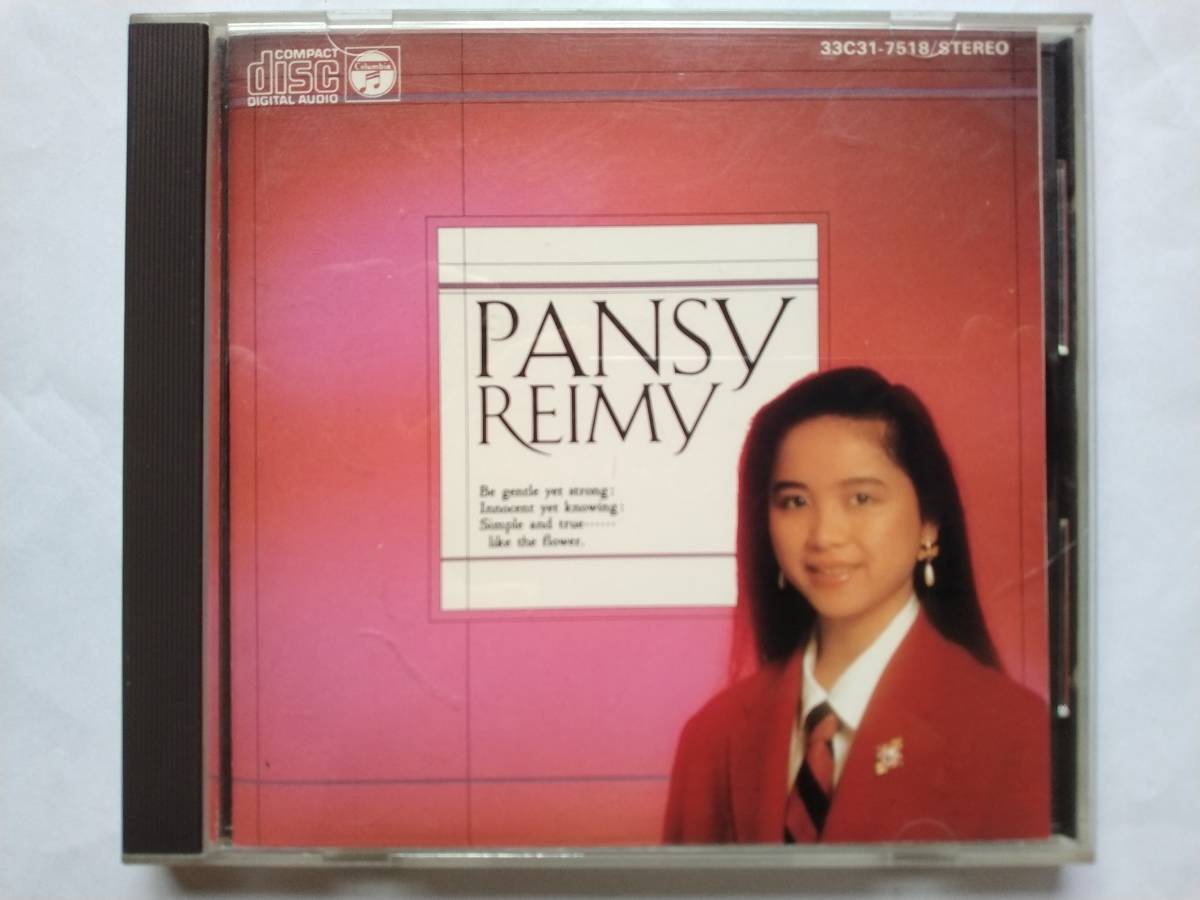 COMPACT
disc
DIGITAL AUDIO
Columbia
33C31-7518/STEREO
PANSY
REIMY
Be gentle yet strong:
Innocent yet knowing:
Simple and true······
like the flower.